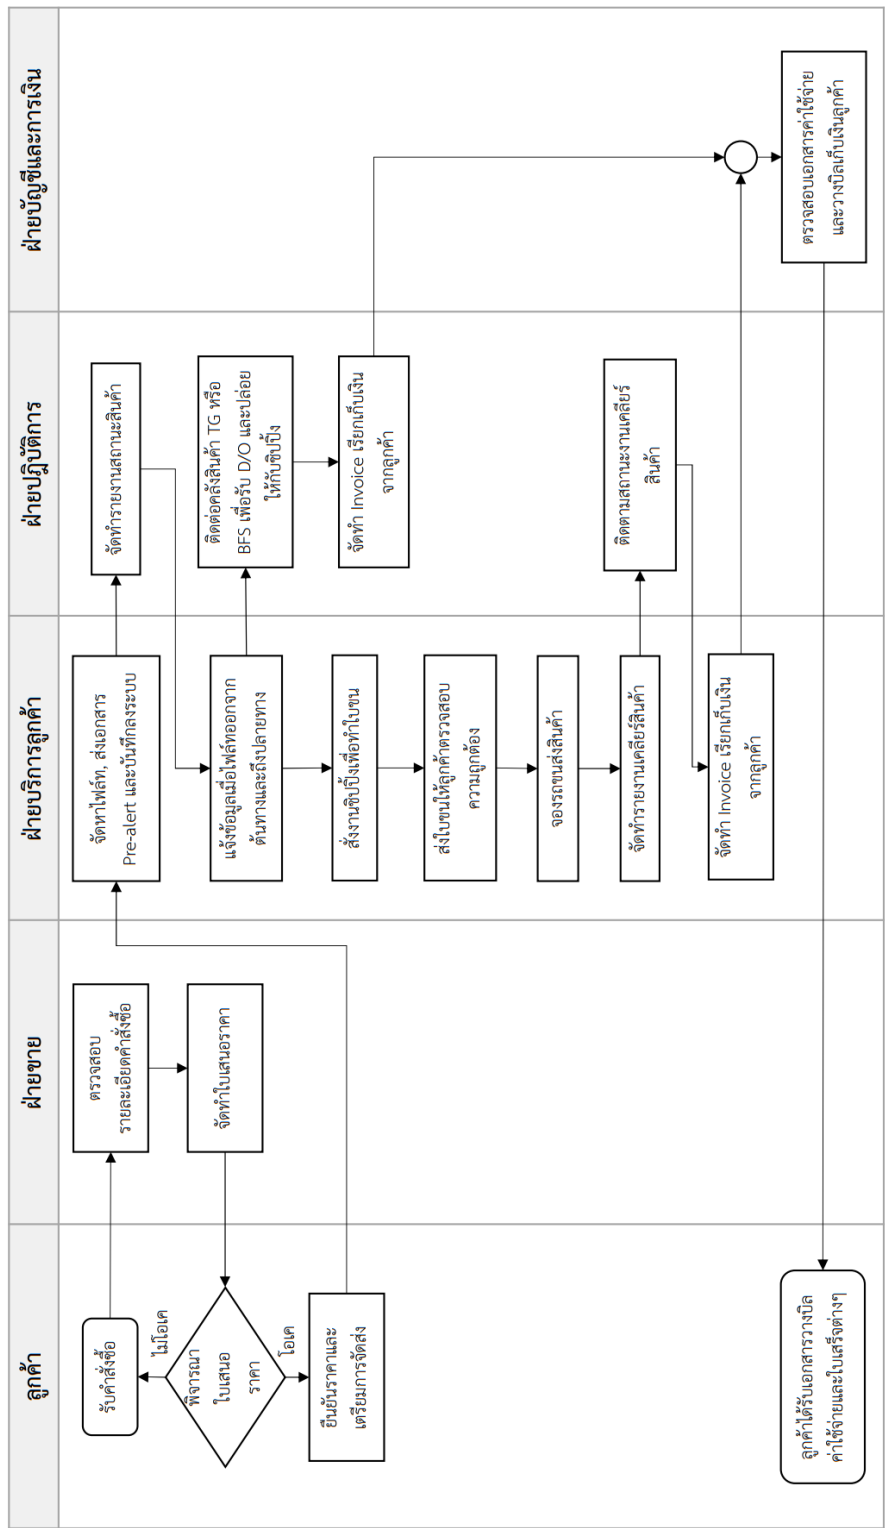 ลูกค้า
ฝ่ายขาย
ฝ่ายบริการลูกค้า
ฝ่ายปฏิบัติการ
ฝ่ายบัญชีและการเงิน
รับคำสั่งซื้อ
ตรวจสอบ
รายละเอียดคำสั่งซื้อ
จัดทำใบเสนอราคา
ไม่โอเค
พิจารณา
ใบเสนอ
ราคา
โอเค
ยืนยันราคาและ
เตรียมการจัดส่ง
จัดหาไฟล์ท, ส่งเอกสาร
Pre-alert และบันทึกลงระบบ
จัดทำรายงานสถานะสินค้า
แจ้งข้อมูลเมื่อไฟล์ทออกจาก
ต้นทางและถึงปลายทาง
ติดต่อคลังสินค้า TG หรือ
BFS เพื่อรับ D/O และปล่อย
ให้กับชิปปิ้ง
จัดทำ Invoice เรียกเก็บเงิน
จากลูกค้า
สั่งงานชิปปิ้งเพื่อทำใบขน
ส่งใบขนให้ลูกค้าตรวจสอบ
ความถูกต้อง
จองรถขนส่งสินค้า
จัดทำรายงานเคลียร์สินค้า
ติดตามสถานะงานเคลียร์
สินค้า
จัดทำ Invoice เรียกเก็บเงิน
จากลูกค้า
ตรวจสอบเอกสารค่าใช้จ่าย
และวางบิลเก็บเงินลูกค้า
ลูกค้าได้รับเอกสารวางบิล
ค่าใช้จ่ายและใบเสร็จต่างๆ